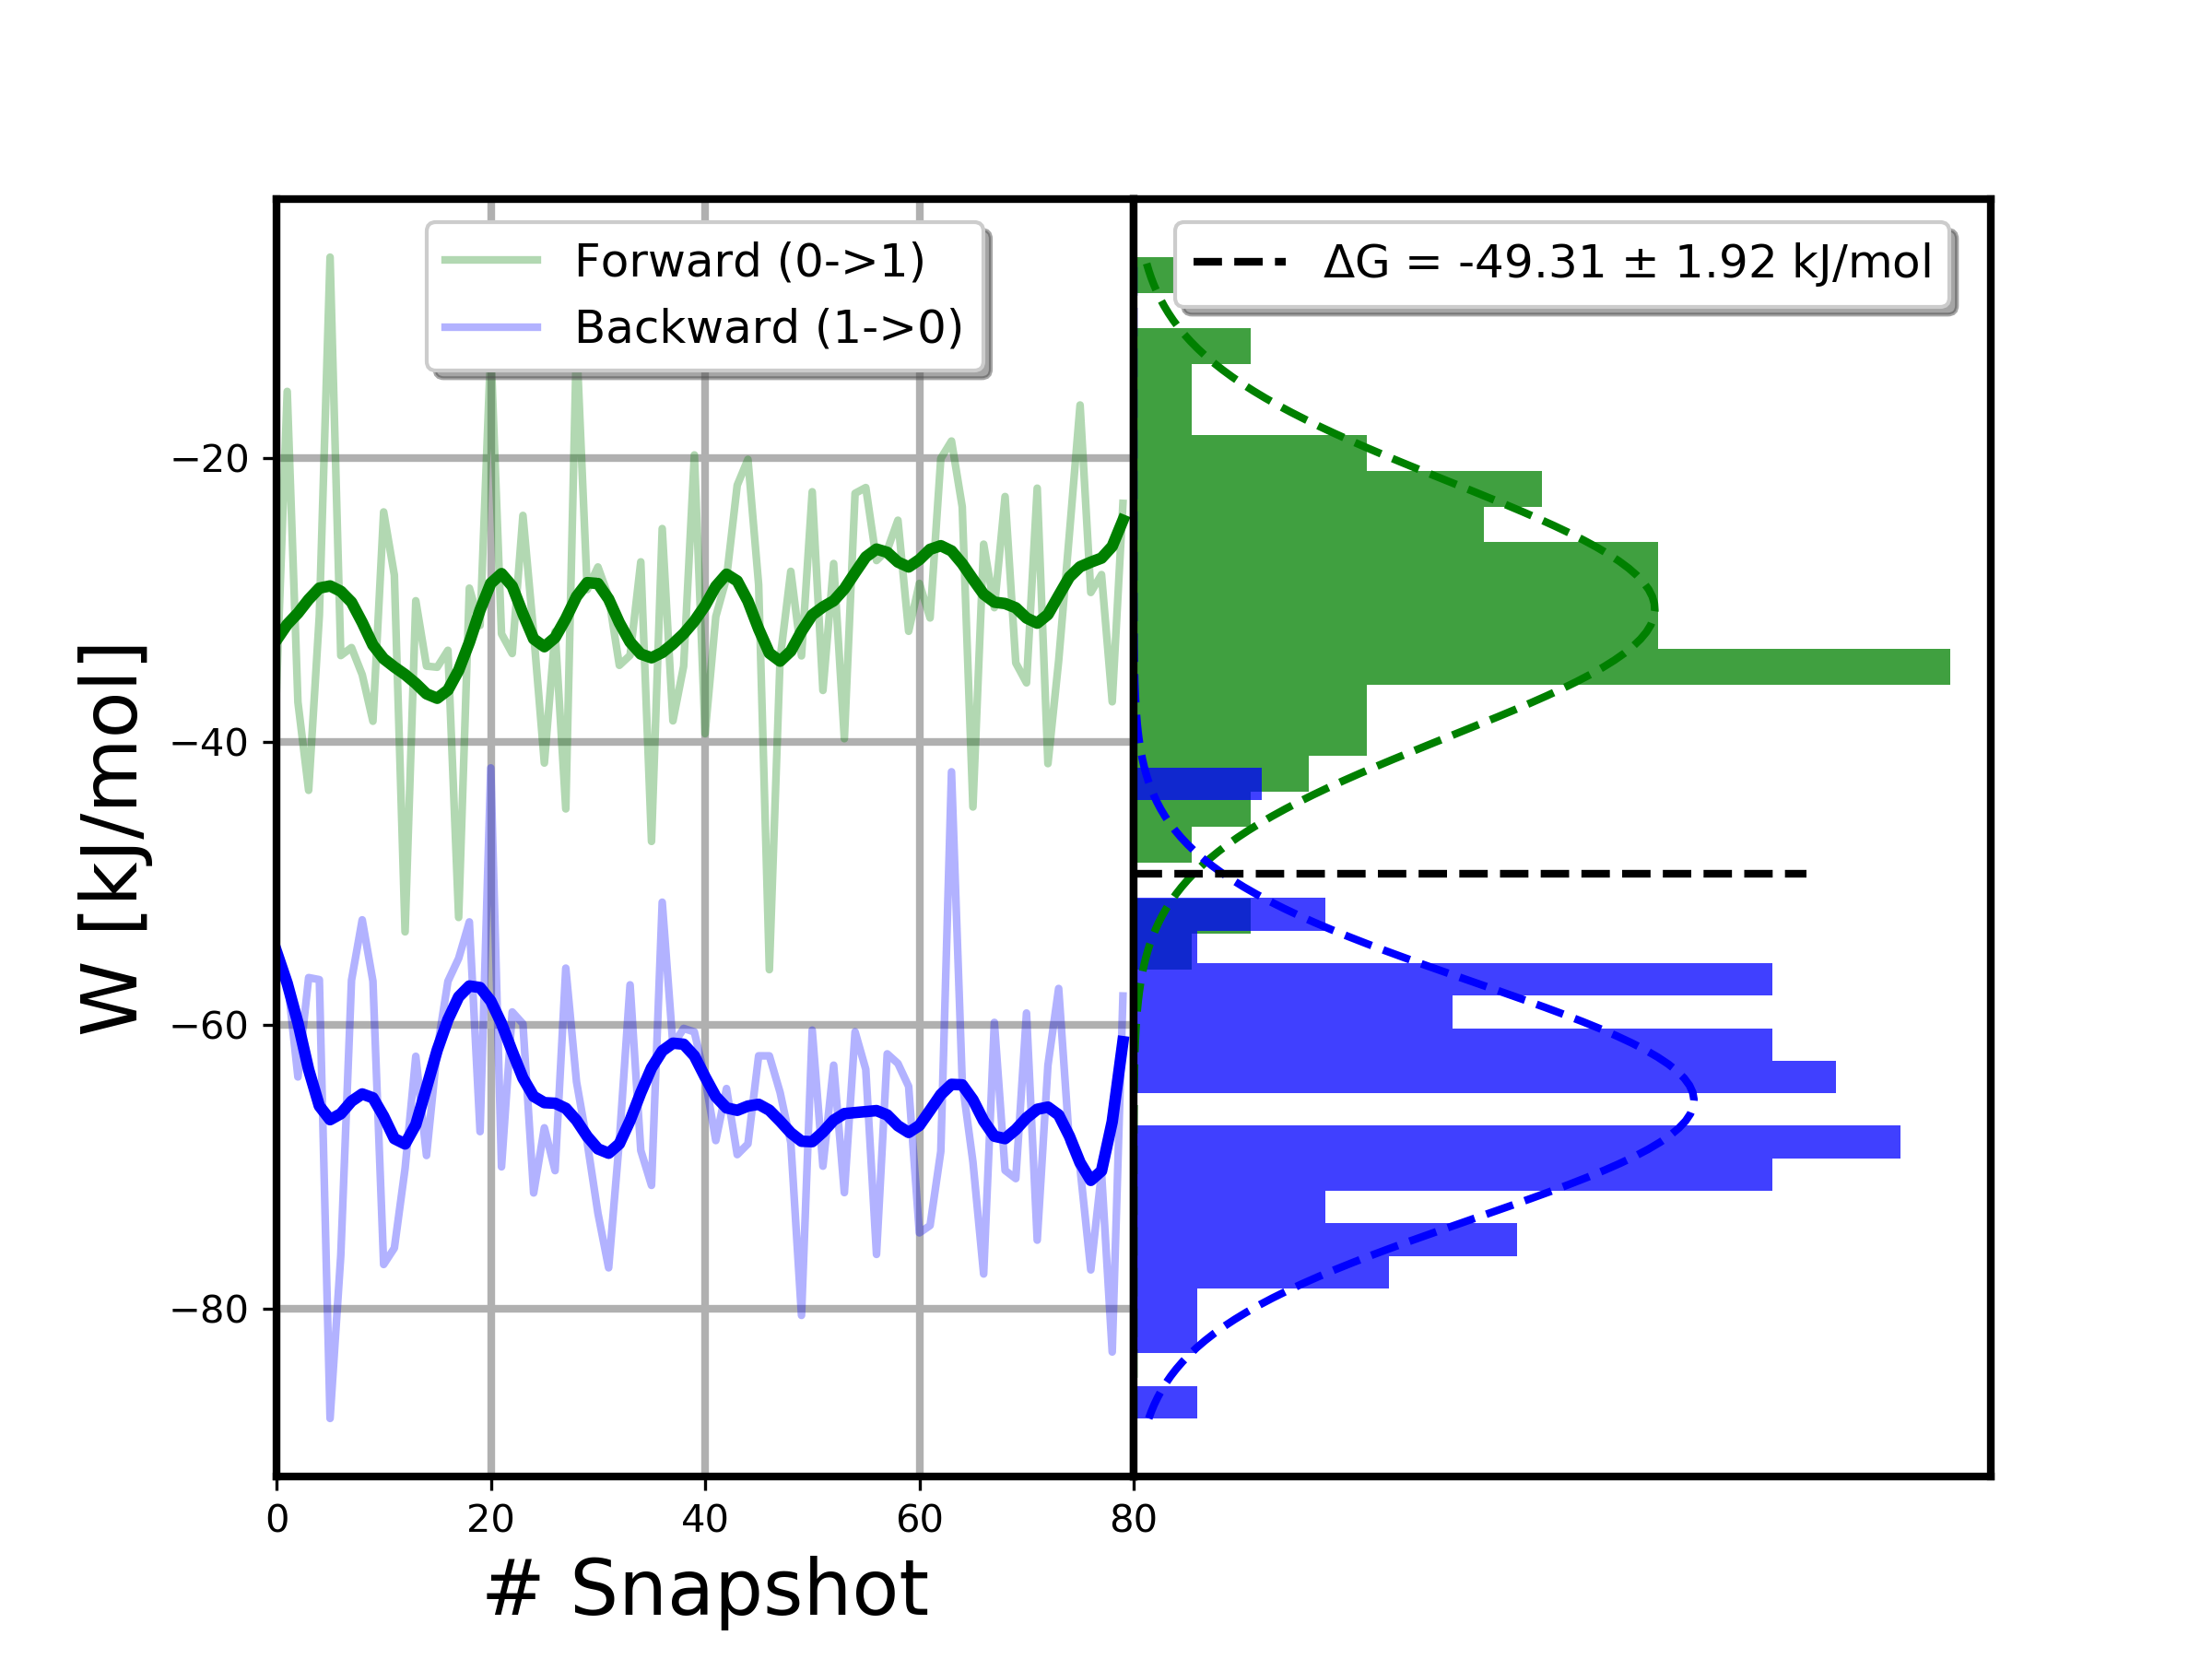 Forward (0->1)
Backward (1->0)
ΔG = -49.31 ± 1.92 kJ/mol
W [kJ/mol]
−20
−40
−60
−80
0 20 40 60 80
# Snapshot